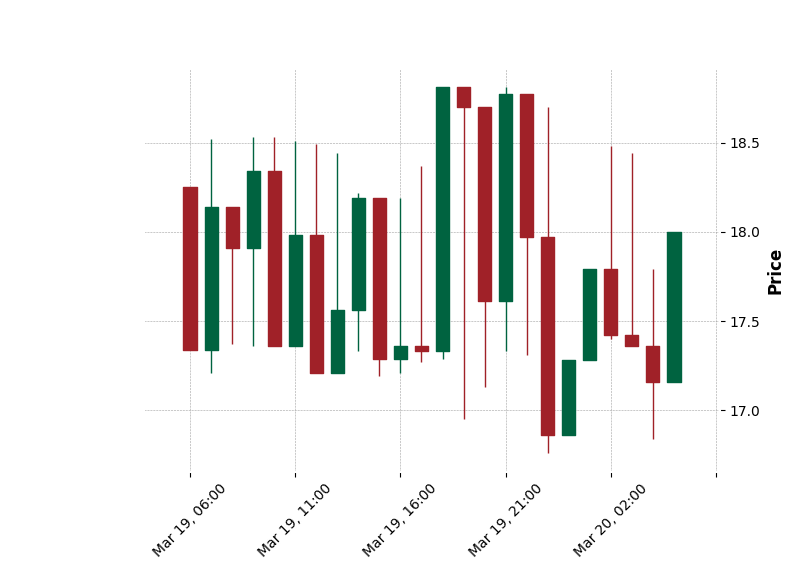 18.5
18.0
17.5
17.0
Price
Mar 19, 06:00
Mar 19, 11:00
Mar 19, 16:00
Mar 19, 21:00
Mar 20, 02:00